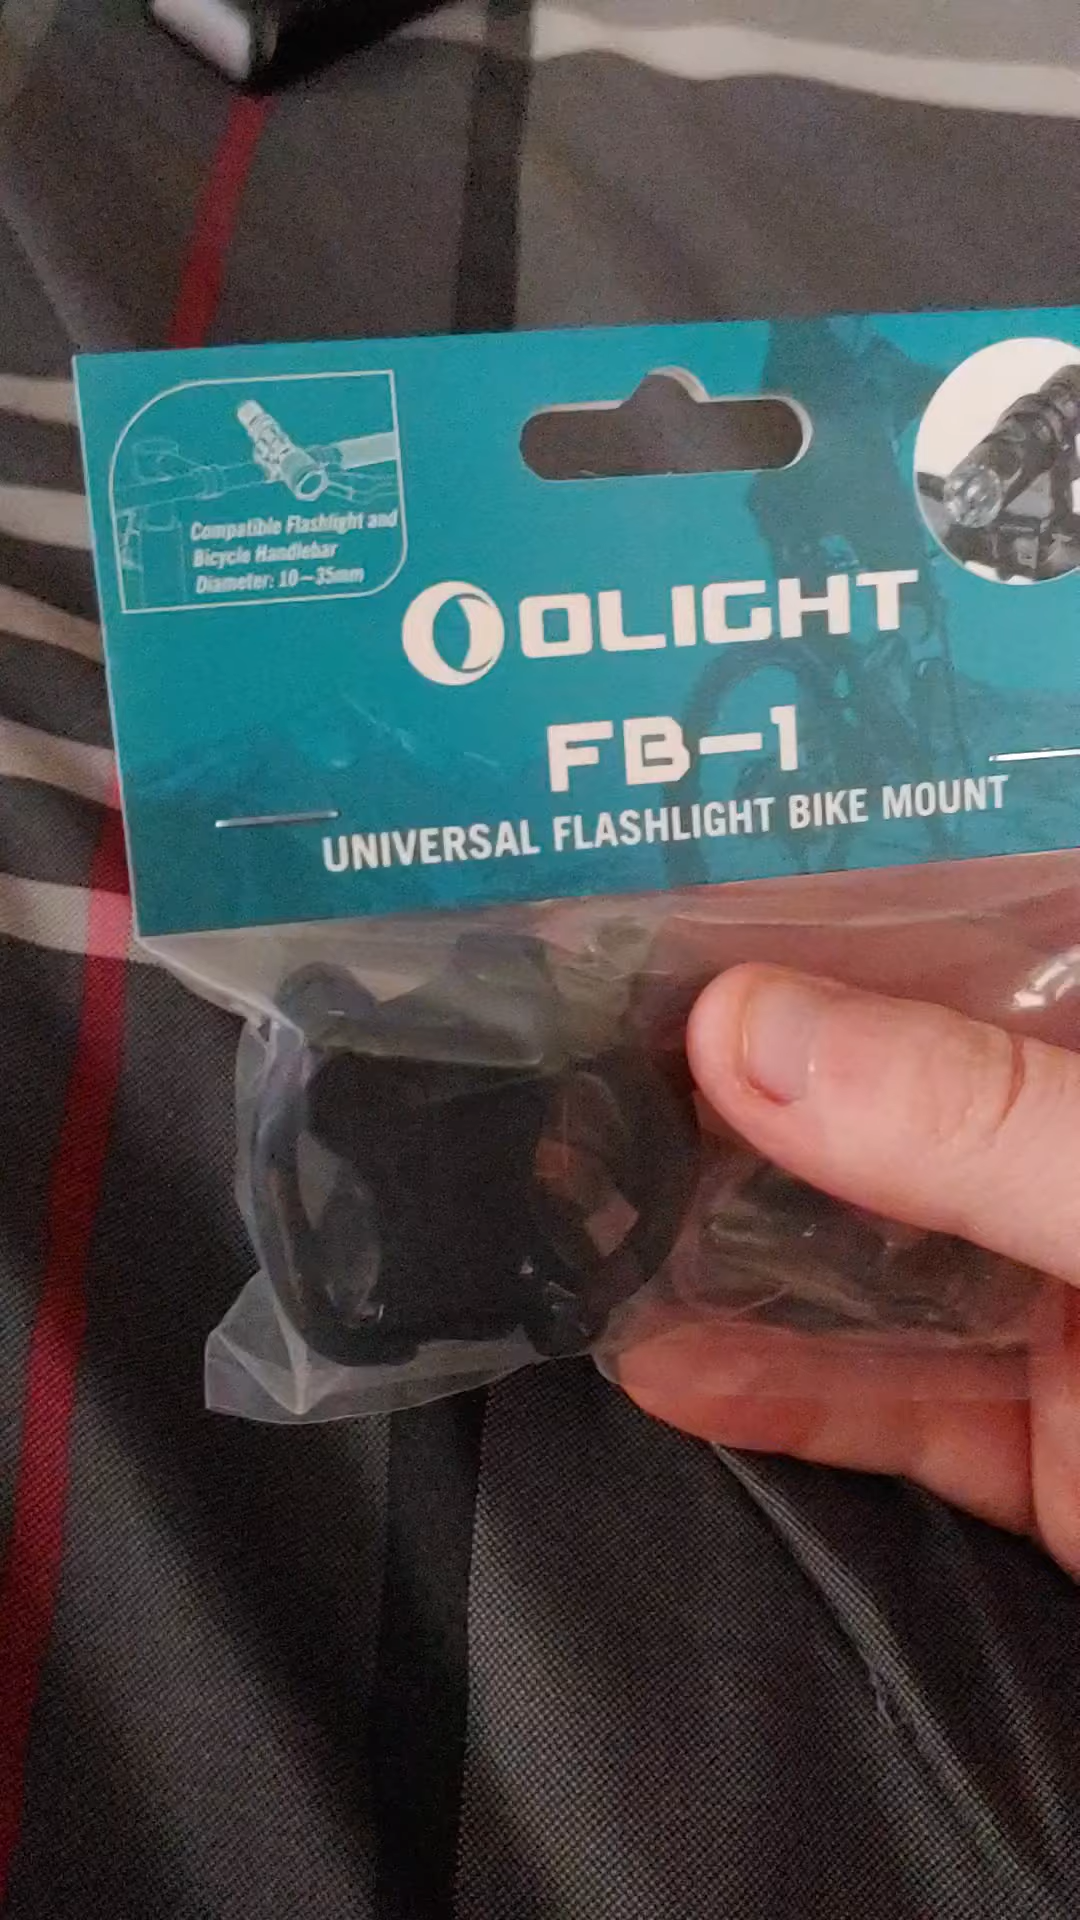 Compatible Flashlight and
Bicycle Handlebar
Diameter: 10-35mm
OLIGHT
FB-1
UNIVERSAL FLASHLIGHT BIKE MOUNT